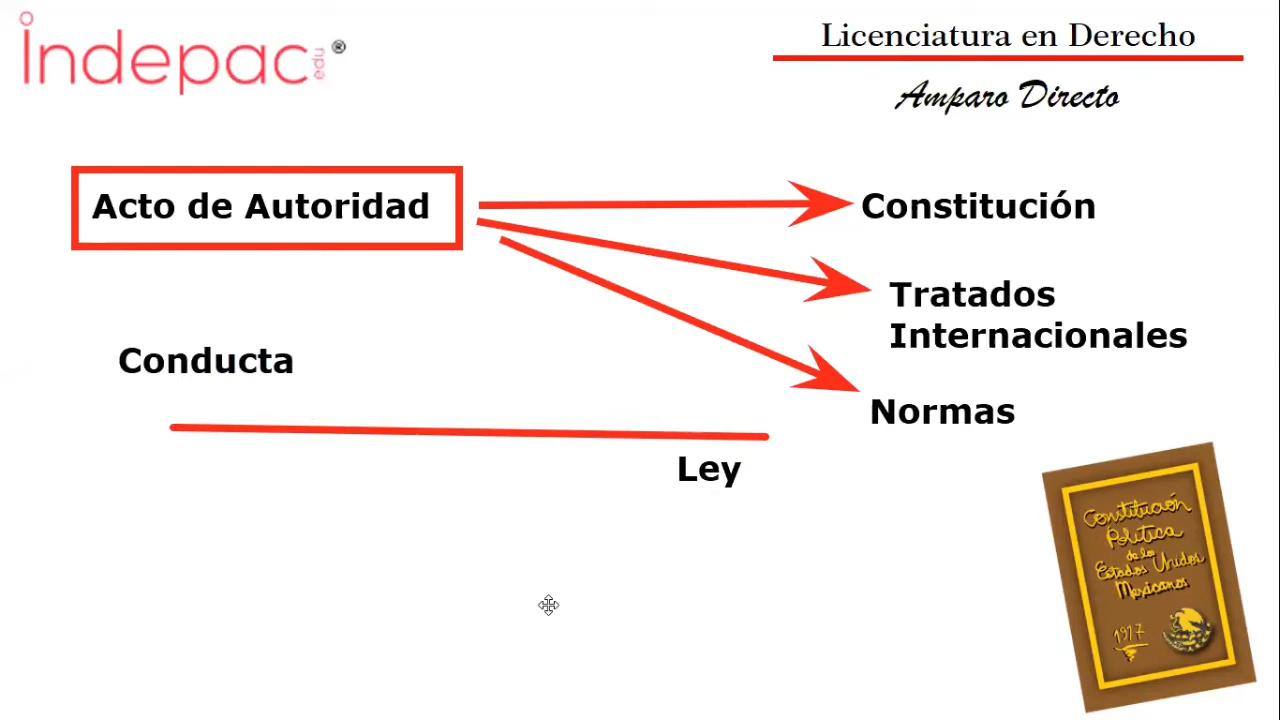 indepac edu ®
Licenciatura en Derecho
Amparo Directo
Acto de Autoridad
Constitución
Tratados
Internacionales
Conducta
Normas
Ley
Constitución
Política
de los
Estados Unidos
Mexicanos
1917